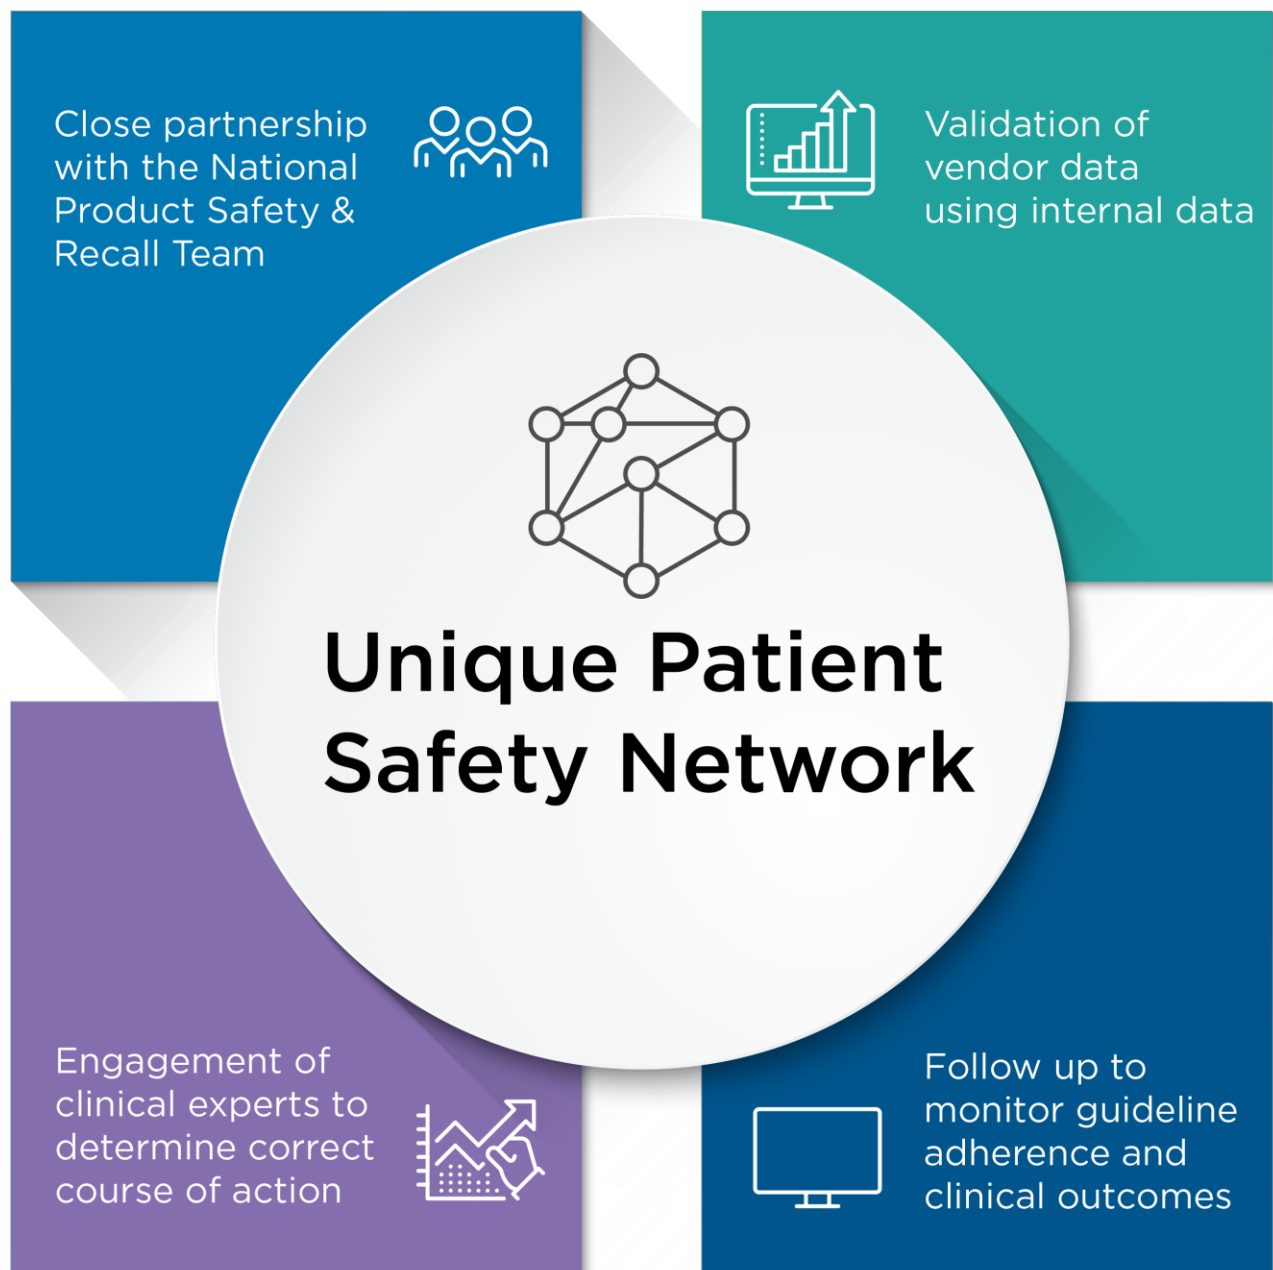 Close partnership
with the National
Product Safety &
Recall Team
Validation of
vendor data
using internal data
Unique Patient
Safety Network
Engagement of
clinical experts to
determine correct
course of action
Follow up to
monitor guideline
adherence and
clinical outcomes